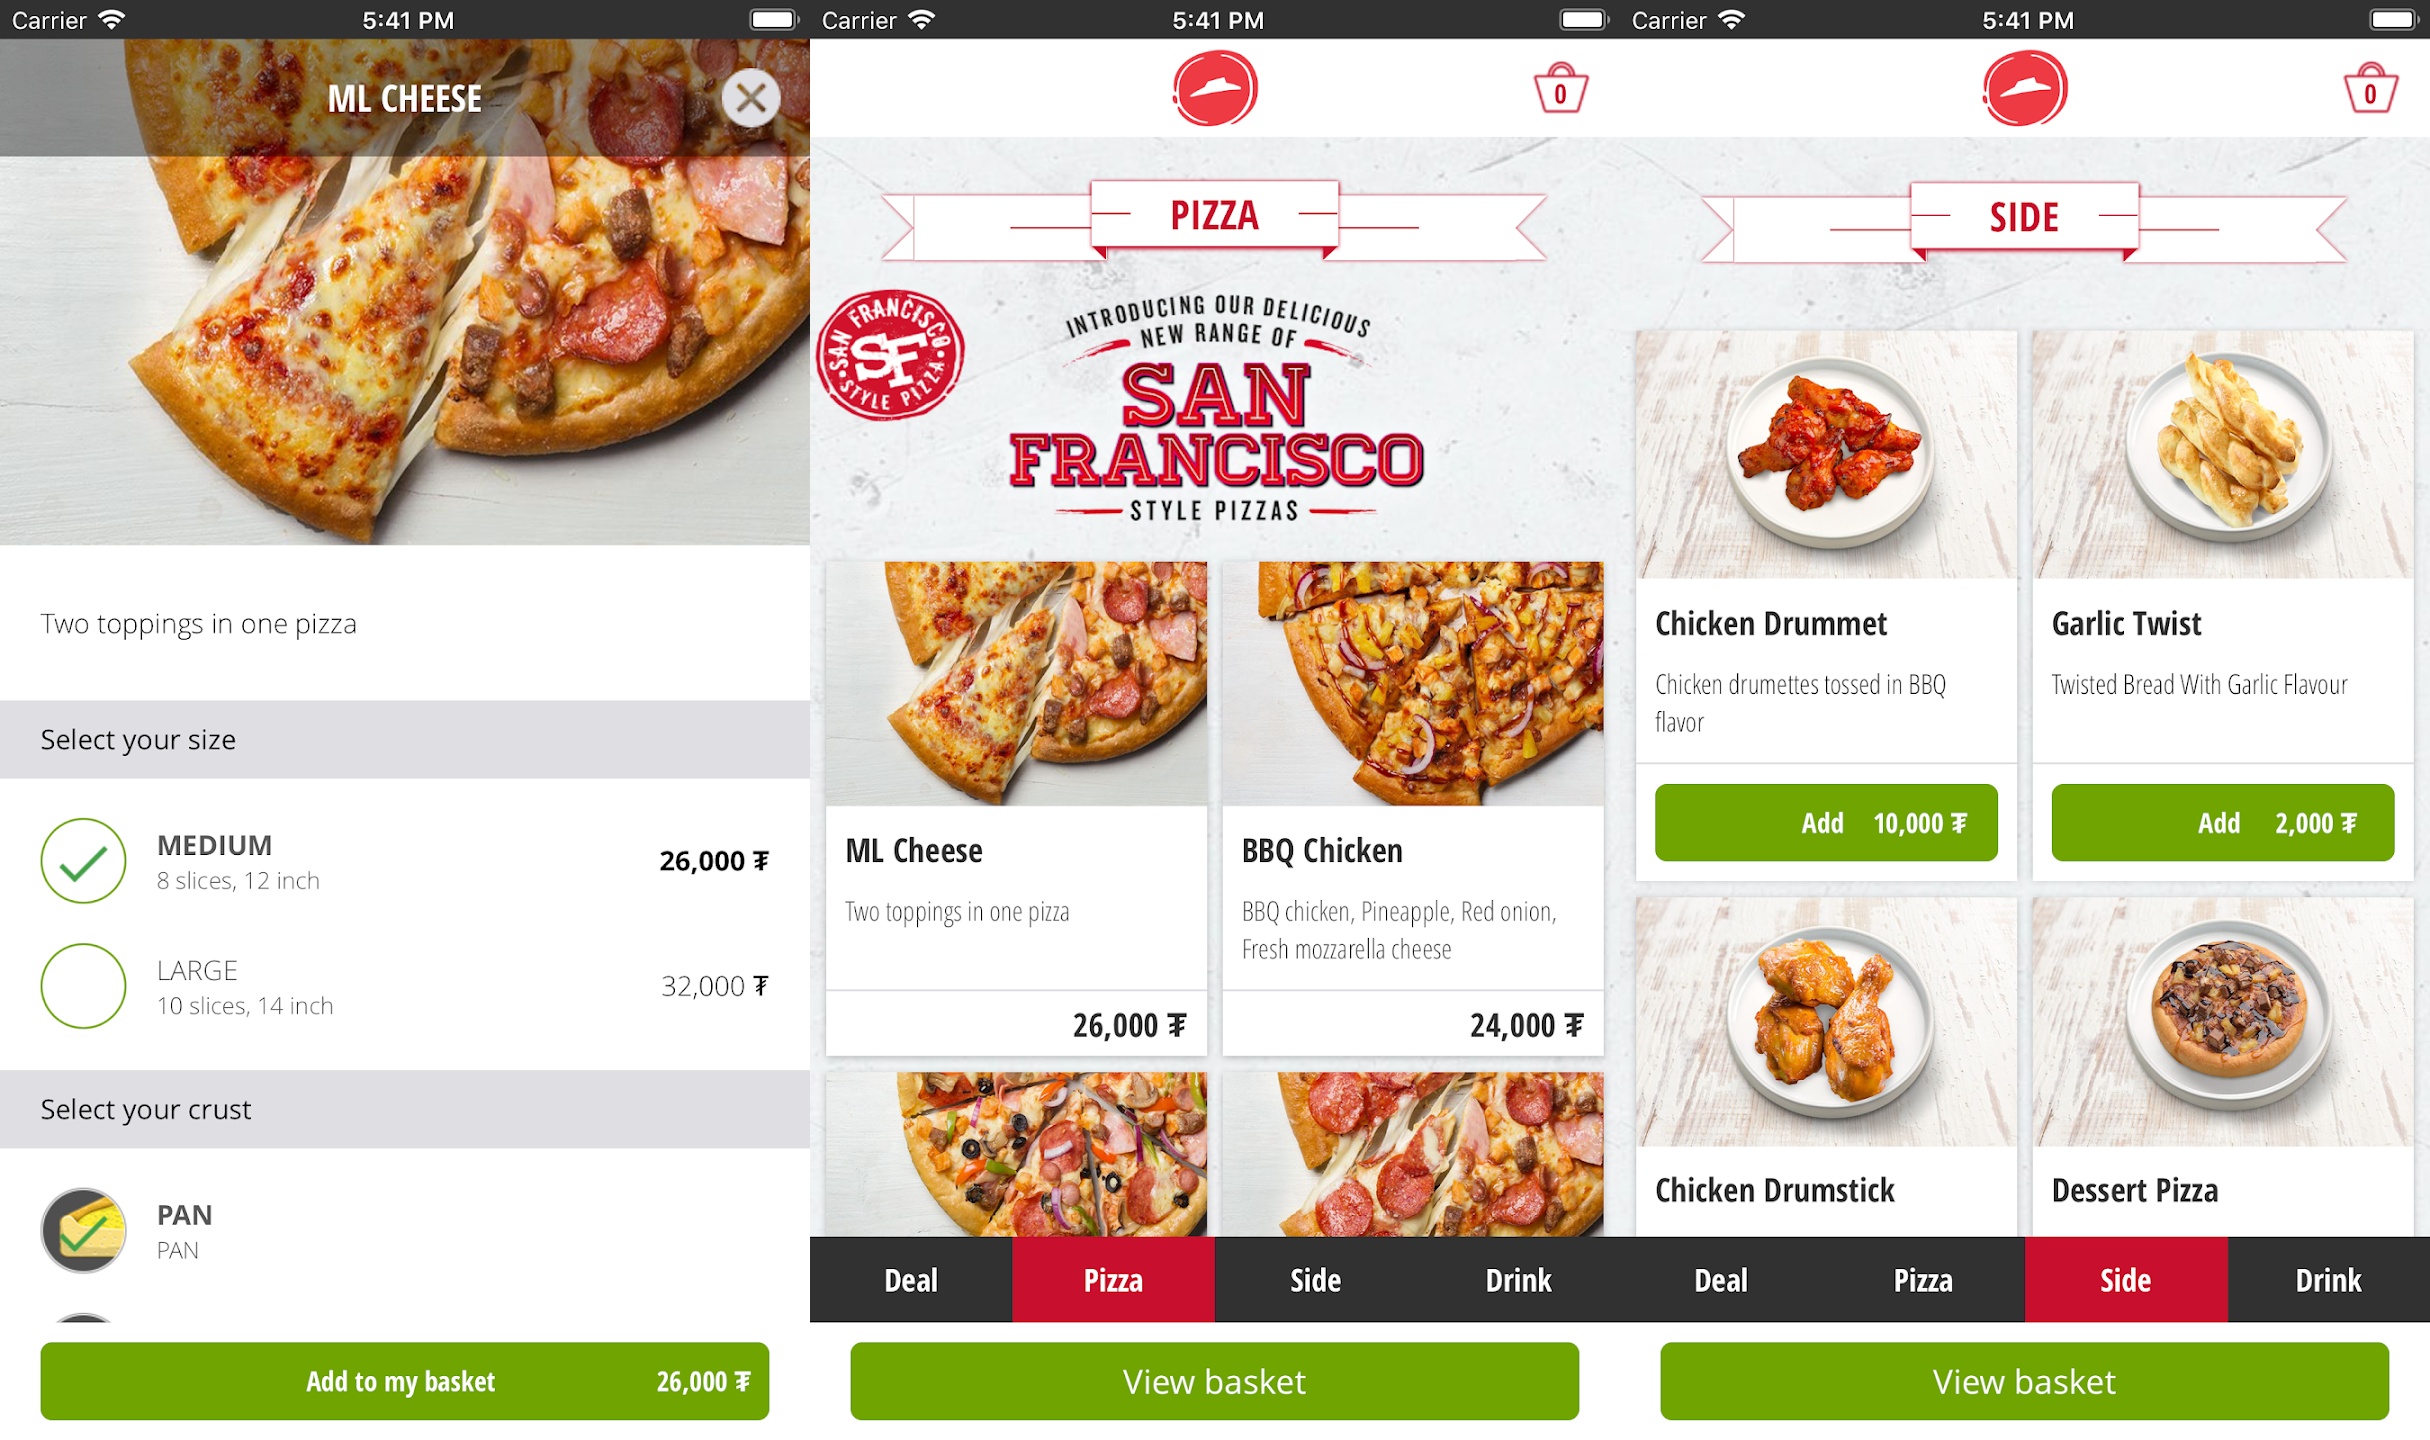 Carrier
5:41 PM
ML CHEESE
Two toppings in one pizza
Select your size
MEDIUM
8 slices, 12 inch
26,000 ₮
LARGE
10 slices, 14 inch
32,000 ₮
Select your crust
PAN
PAN
Add to my basket 26,000 ₮
Carrier
5:41 PM
0
PIZZA
SAN FRANCISCO
SF
STYLE PIZZA
INTRODUCING OUR DELICIOUS
NEW RANGE OF
SAN
FRANCISCO
STYLE PIZZAS
ML Cheese
Two toppings in one pizza
26,000 ₮
BBQ Chicken
BBQ chicken, Pineapple, Red onion,
Fresh mozzarella cheese
24,000 ₮
Deal Pizza Side Drink
View basket
Carrier
5:41 PM
0
SIDE
Chicken Drummet
Chicken drumettes tossed in BBQ
flavor
Add 10,000 ₮
Garlic Twist
Twisted Bread With Garlic Flavour
Add 2,000 ₮
Chicken Drumstick
Dessert Pizza
Deal Pizza Side Drink
View basket